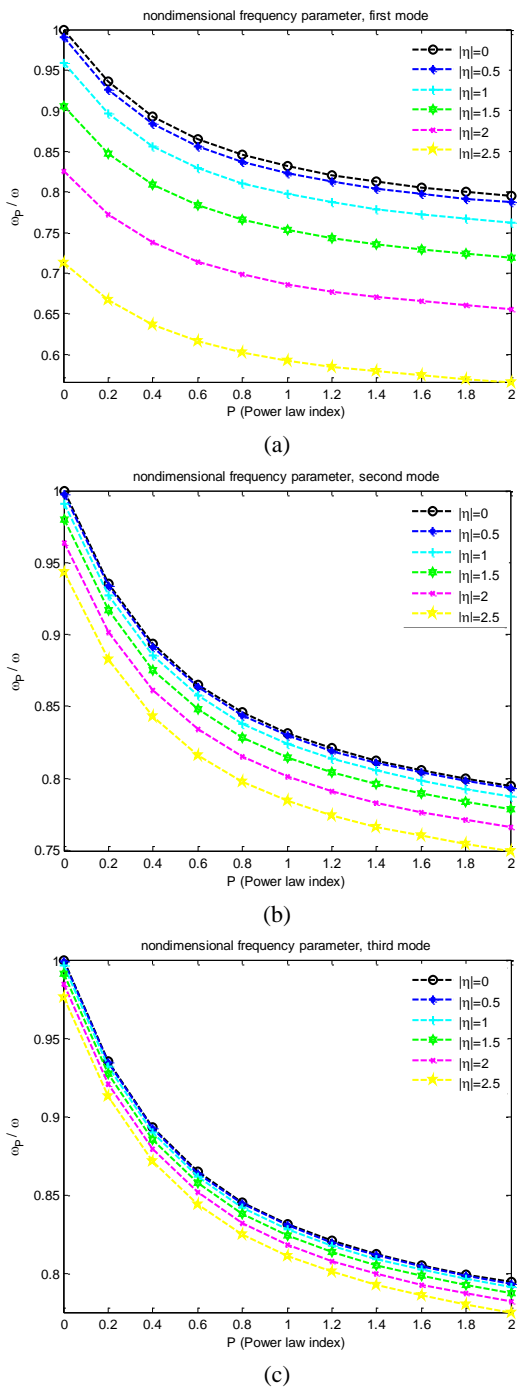 nondimensional frequency parameter, first mode
1
0.95
0.9
0.85
0.8
0.75
0.7
0.65
0.6
ωP / ω
|η|=0
|η|=0.5
|η|=1
|η|=1.5
|η|=2
|η|=2.5
0 0.2 0.4 0.6 0.8 1 1.2 1.4 1.6 1.8 2
P (Power law index)
(a)
nondimensional frequency parameter, second mode
1
0.95
0.9
0.85
0.8
0.75
ωP / ω
|η|=0
|η|=0.5
|η|=1
|η|=1.5
|η|=2
|η|=2.5
0 0.2 0.4 0.6 0.8 1 1.2 1.4 1.6 1.8 2
P (Power law index)
(b)
nondimensional frequency parameter, third mode
1
0.95
0.9
0.85
0.8
ωP / ω
|η|=0
|η|=0.5
|η|=1
|η|=1.5
|η|=2
|η|=2.5
0 0.2 0.4 0.6 0.8 1 1.2 1.4 1.6 1.8 2
P (Power law index)
(c)